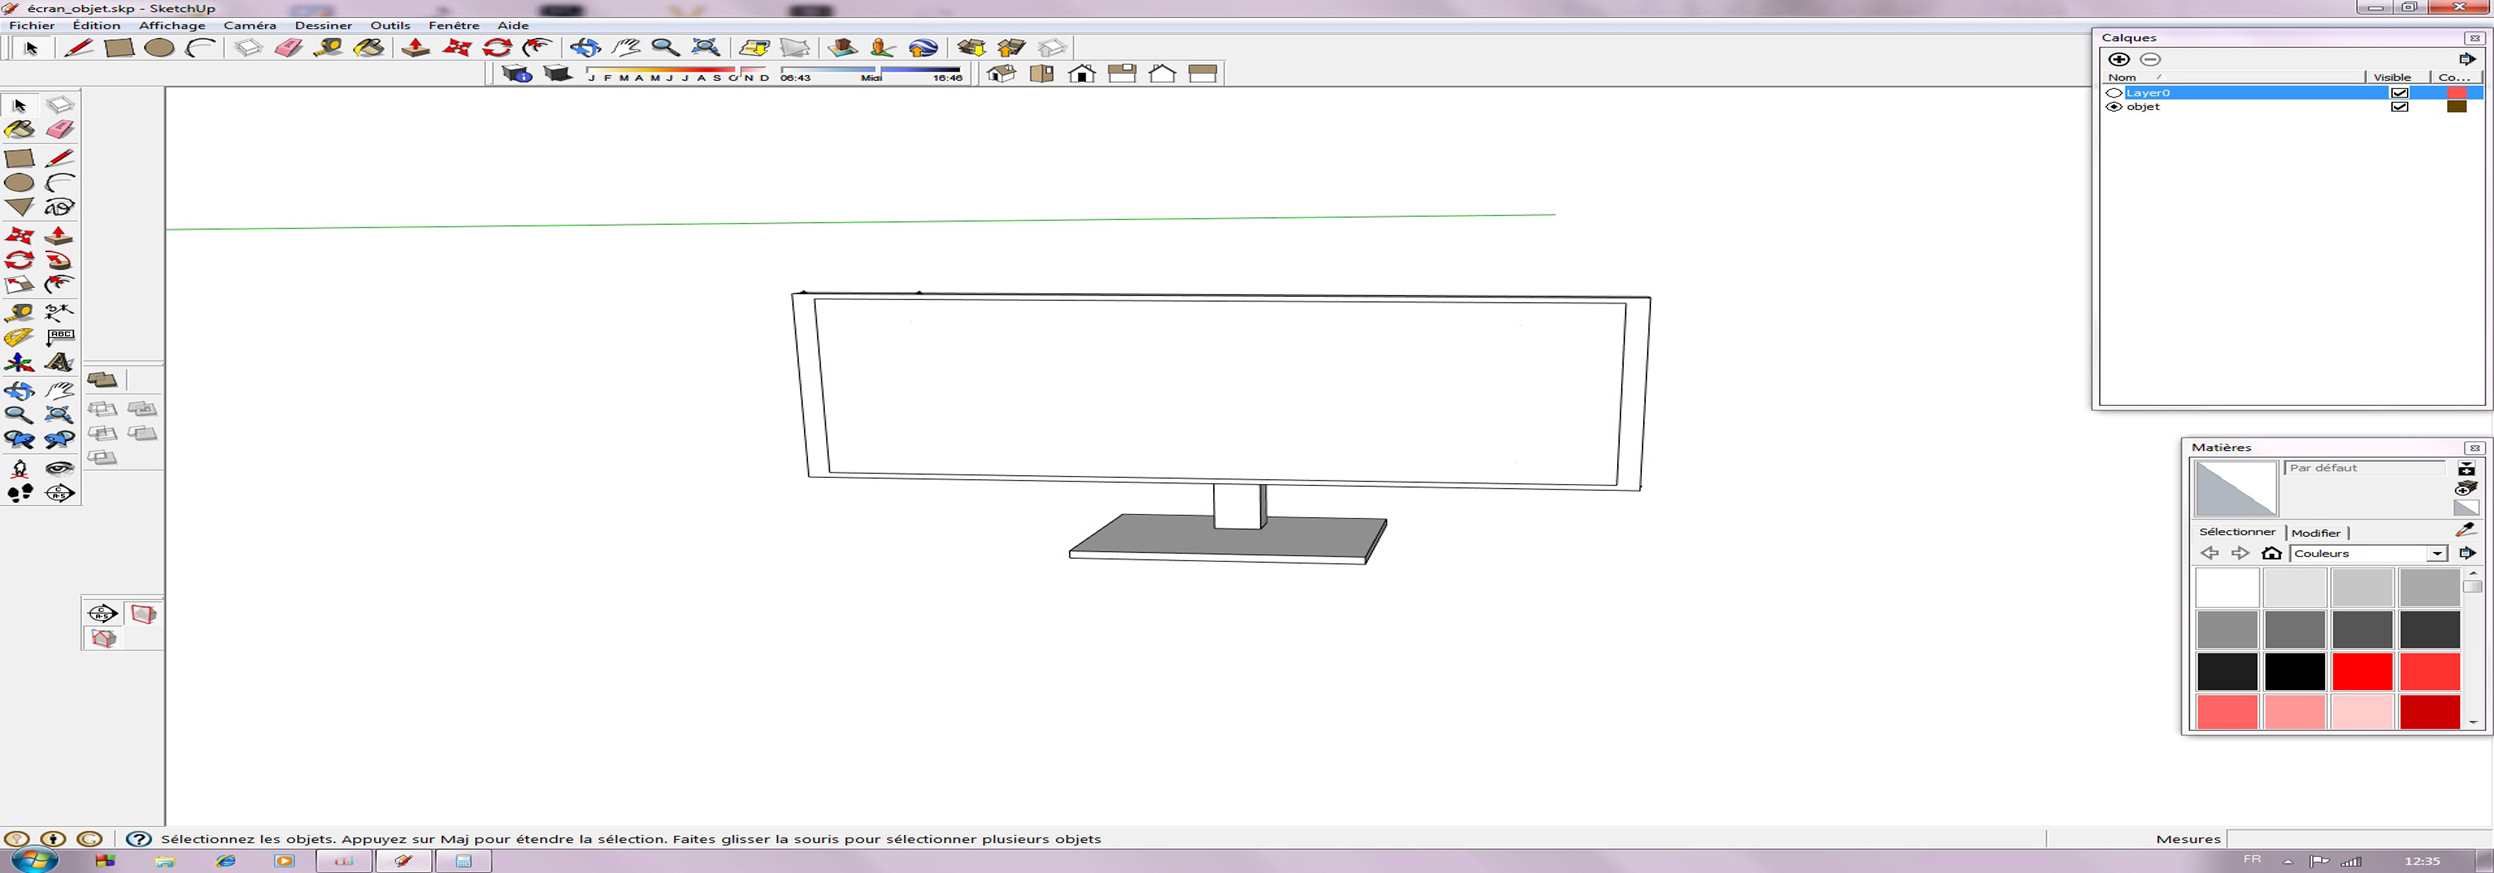 écran_objet.skp - SketchUp
Fichier Édition Affichage Caméra Dessiner Outils Fenêtre Aide
J F M A M J J A S O N D 06:43 Midi 16:46
Calques
Nom Visible Co...
Layer0
objet
ABC
Matières
Par défaut
Sélectionner Modifier
Couleurs
Sélectionnez les objets. Appuyez sur Maj pour étendre la sélection. Faites glisser la souris pour sélectionner plusieurs objets
Mesures
FR 12:35